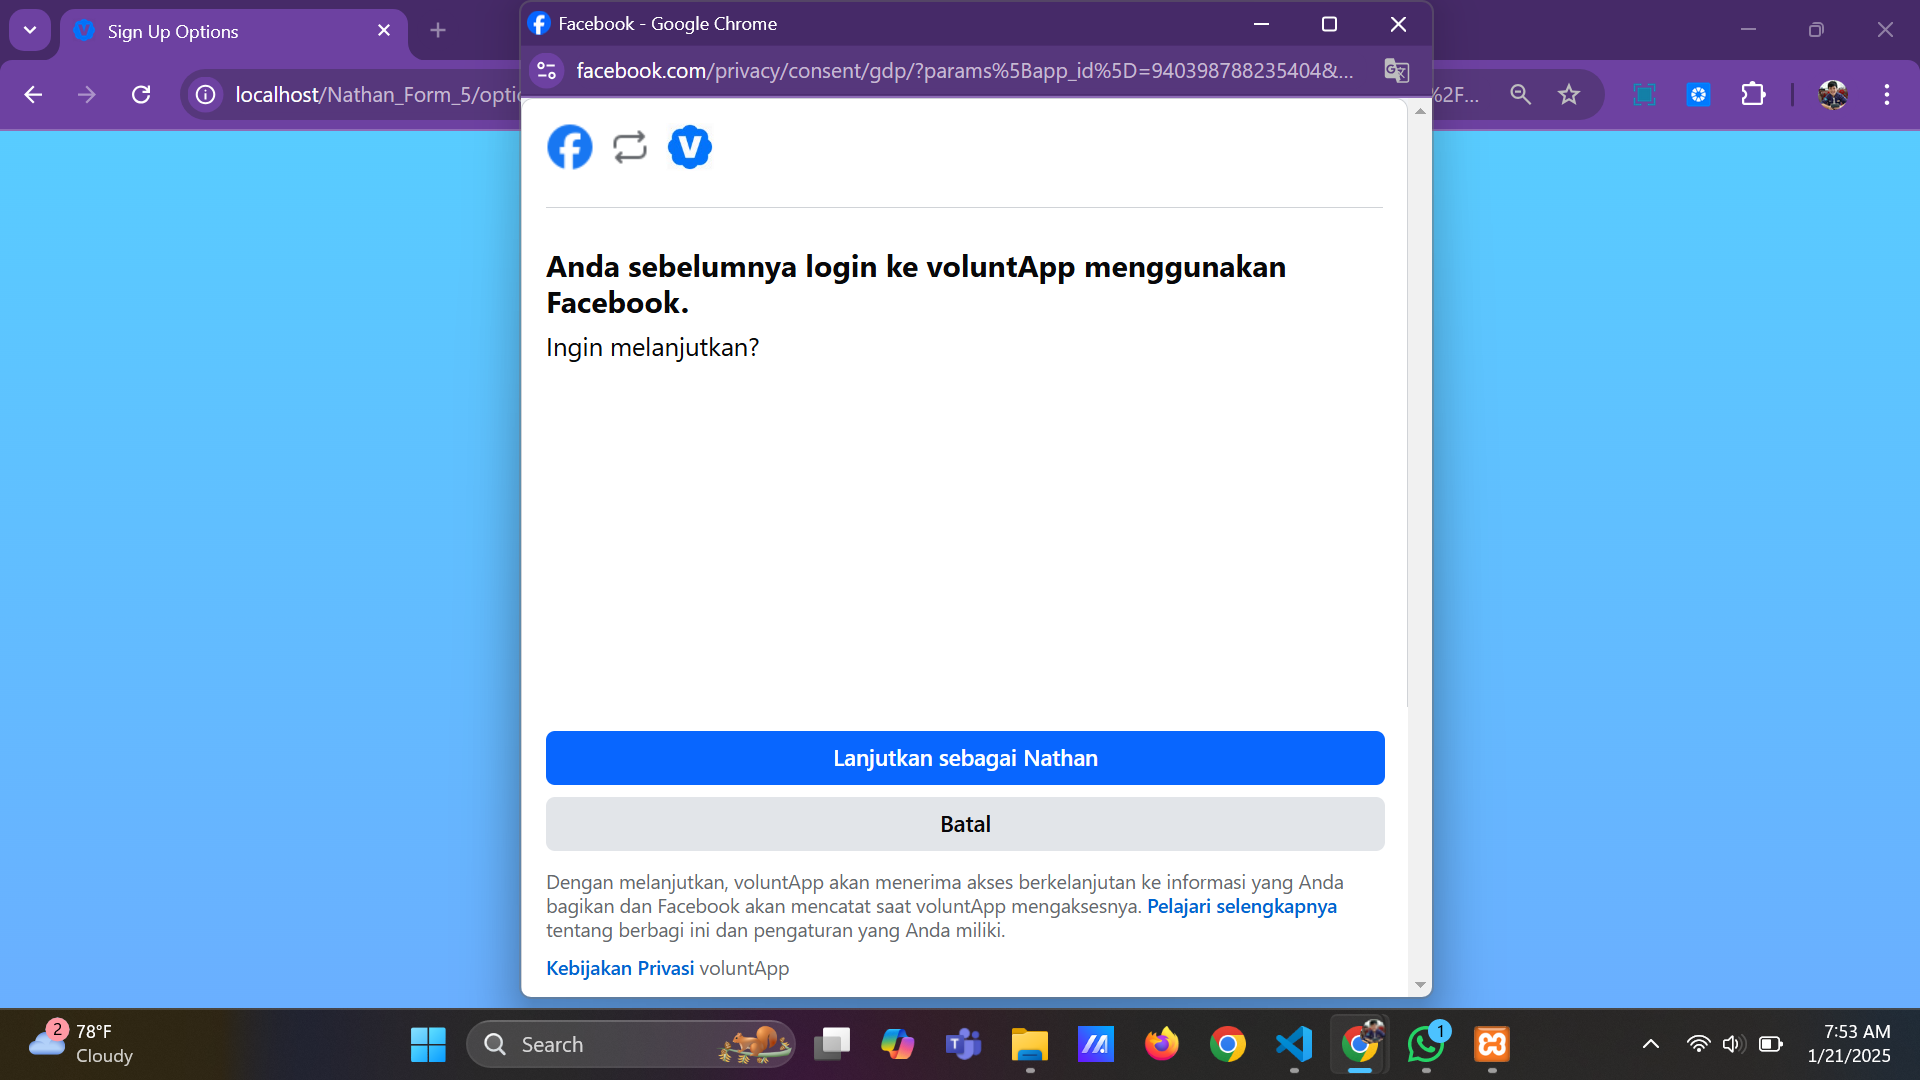 Sign Up Options
Facebook - Google Chrome
localhost/Nathan_Form_5/optic
facebook.com/privacy/consent/gdp/?params%5Bapp_id%5D=940398788235404&...
%2F...
V
Anda sebelumnya login ke voluntApp menggunakan
Facebook.
Ingin melanjutkan?
Lanjutkan sebagai Nathan
Batal
Dengan melanjutkan, voluntApp akan menerima akses berkelanjutan ke informasi yang Anda
bagikan dan Facebook akan mencatat saat voluntApp mengaksesnya. Pelajari selengkapnya
tentang berbagi ini dan pengaturan yang Anda miliki.
Kebijakan Privasi voluntApp
2
78°F
Cloudy
Search
1
7:53 AM
1/21/2025